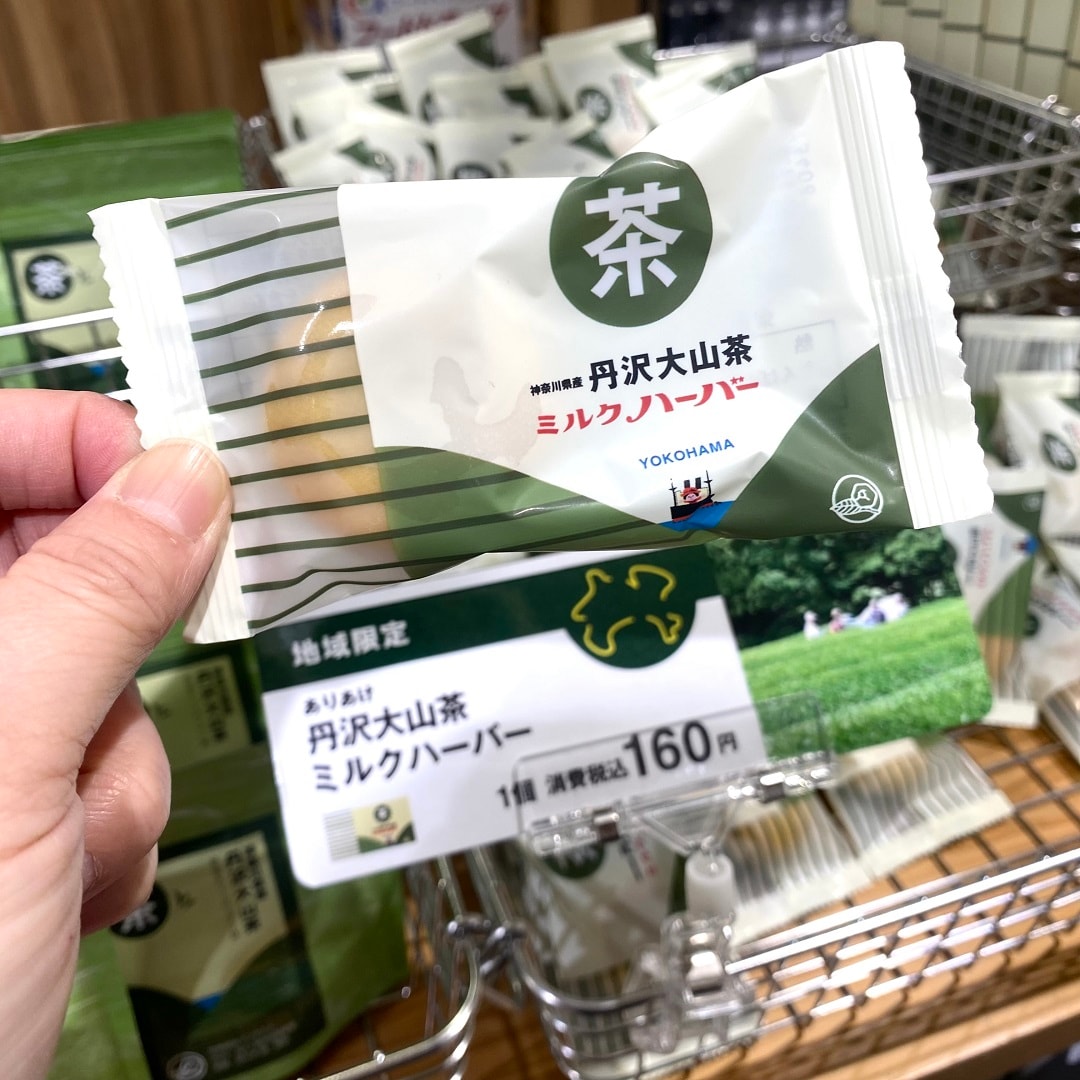 茶
神奈川県産 丹沢大山茶
ミルクハーバー
YOKOHAMA
地域限定
ありあけ
丹沢大山茶
ミルクハーバー
1個 消費税込160円
茶
茶